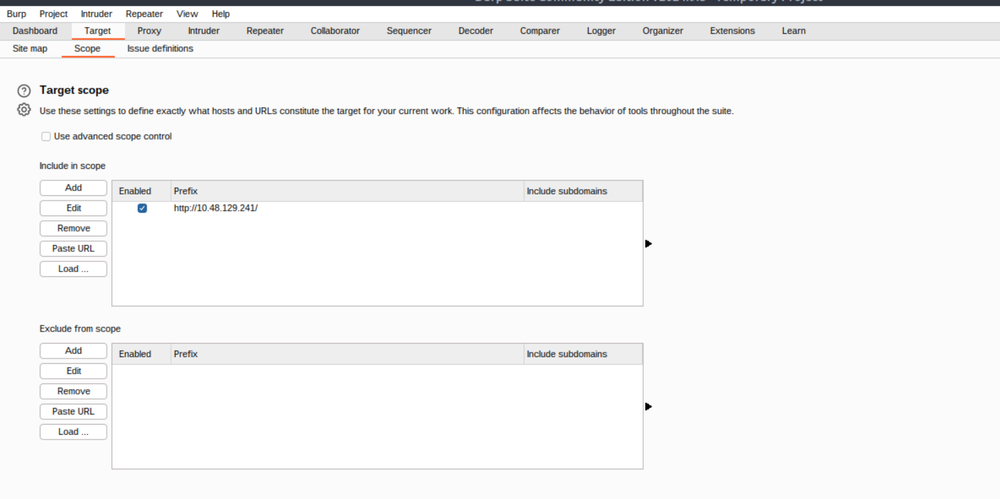 Burp Project Intruder Repeater View Help
Dashboard Target Proxy Intruder Repeater Collaborator Sequencer Decoder Comparer Logger Organizer Extensions Learn
Site map Scope Issue definitions
Target scope
Use these settings to define exactly what hosts and URLs constitute the target for your current work. This configuration affects the behavior of tools throughout the suite.
Use advanced scope control
Include in scope
Add
Edit
Remove
Paste URL
Load ...
Enabled Prefix Include subdomains
http://10.48.129.241/
Exclude from scope
Add
Edit
Remove
Paste URL
Load ...
Enabled Prefix Include subdomains